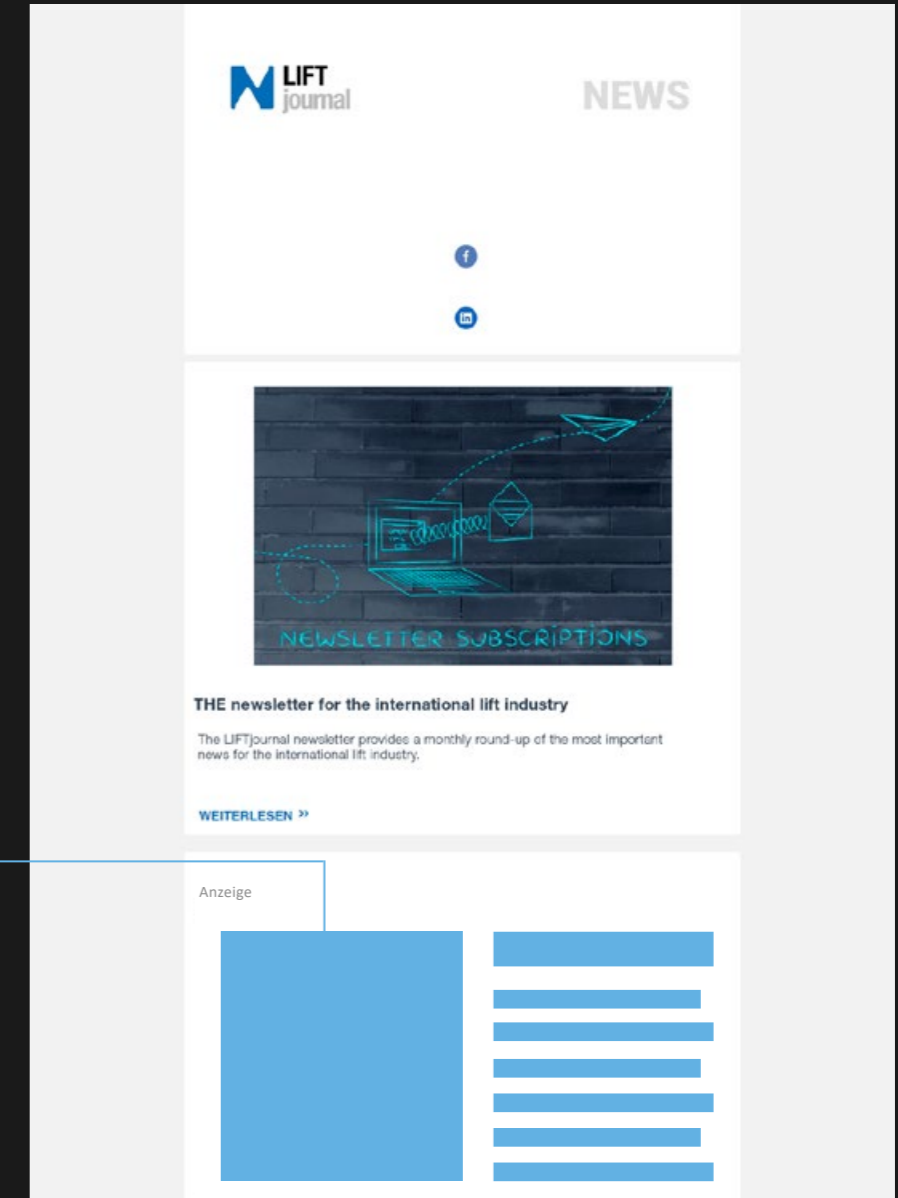 LIFT
journal
NEWS
NEWSLETTER SUBSCRIPTIONS
THE newsletter for the international lift industry
The LIFTjournal newsletter provides a monthly round-up of the most important
news for the international lift industry.
WEITERLESEN »
Anzeige